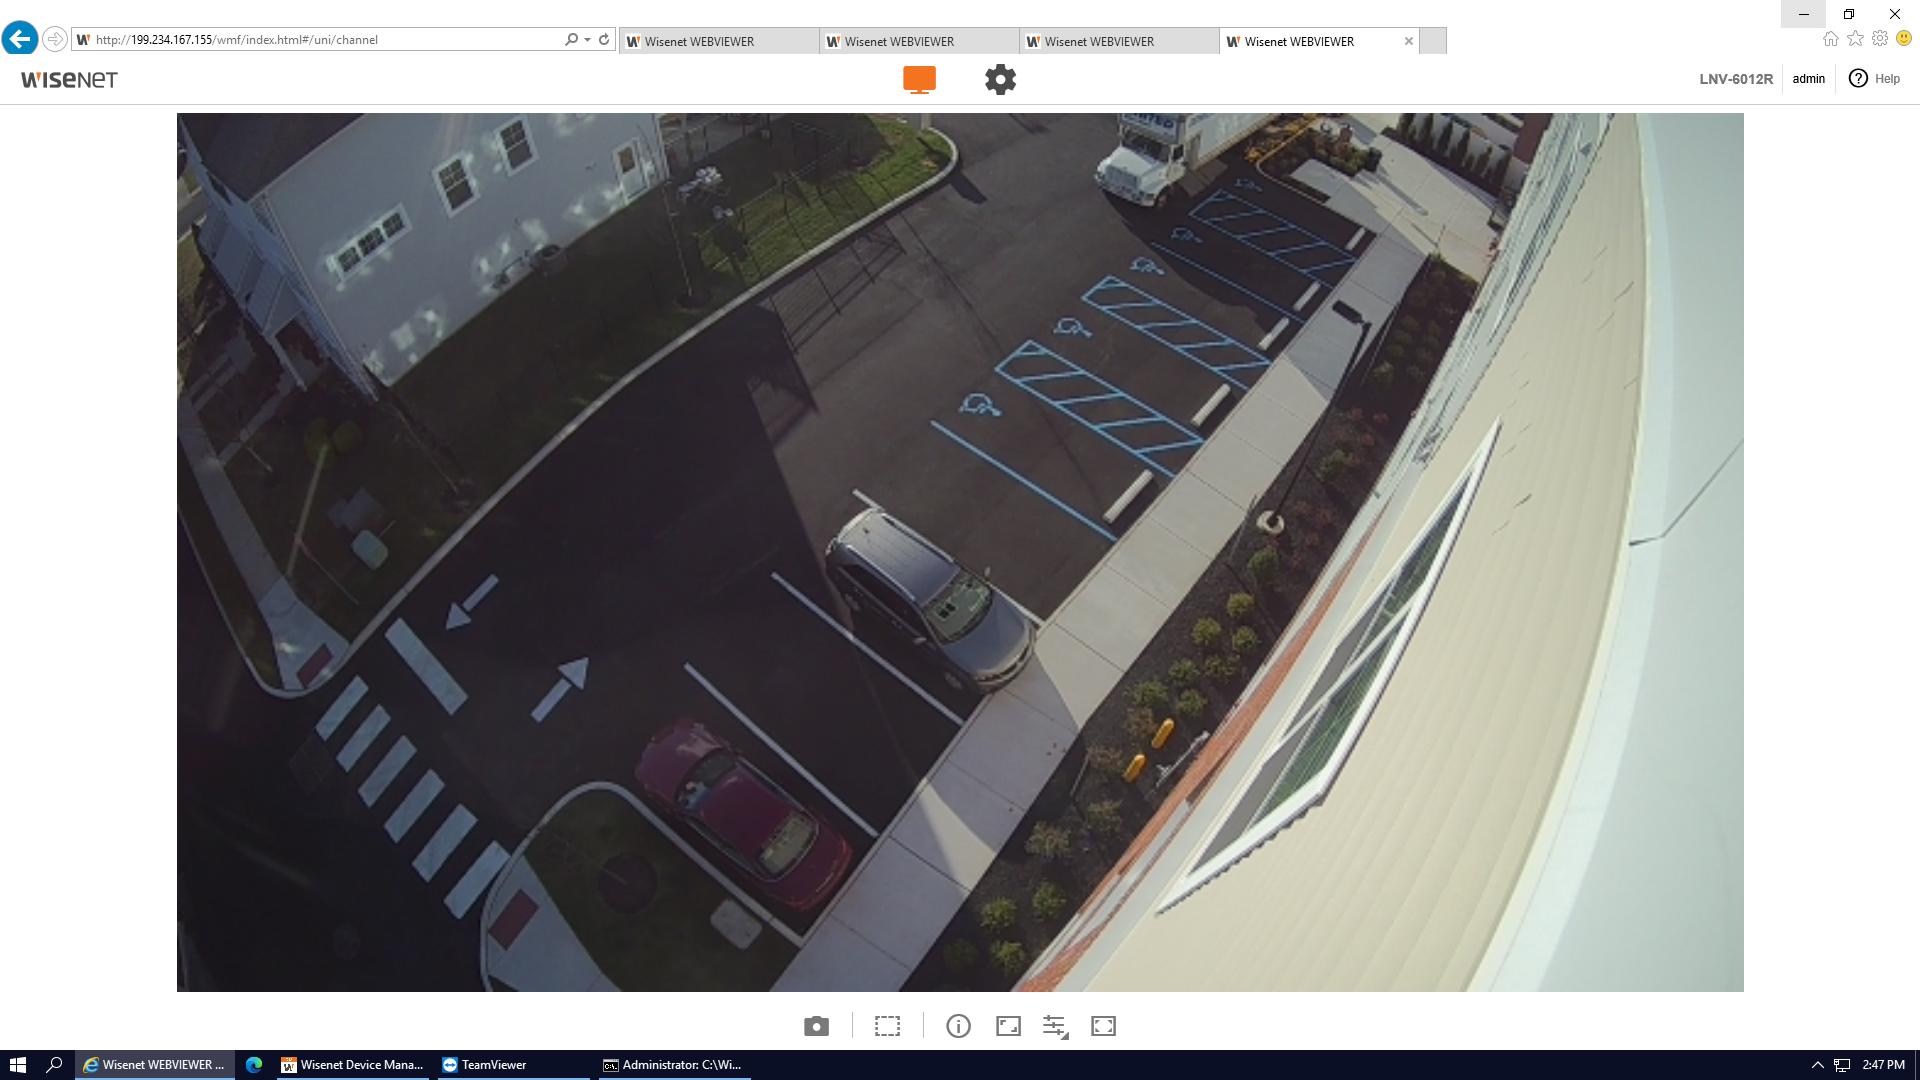 http://199.234.167.155/wmf/index.html#/uni/channel
Wisenet WEBVIEWER
Wisenet WEBVIEWER
Wisenet WEBVIEWER
Wisenet WEBVIEWER
WISENET
LNV-6012R
admin
Help
Wisenet WEBVIEWER ...
Wisenet Device Mana...
TeamViewer
Administrator: C:\Wi...
2:47 PM